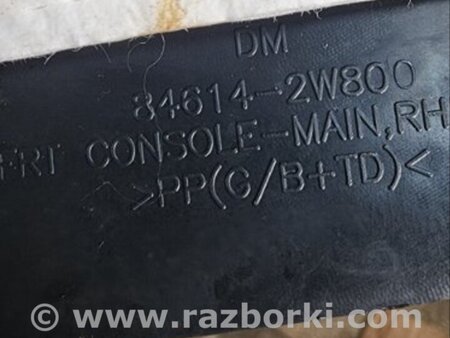 DM
84614-2W800
FRT CONSOLE-MAIN,RH
>PP(G/B+TD)<
© www.razborki.com